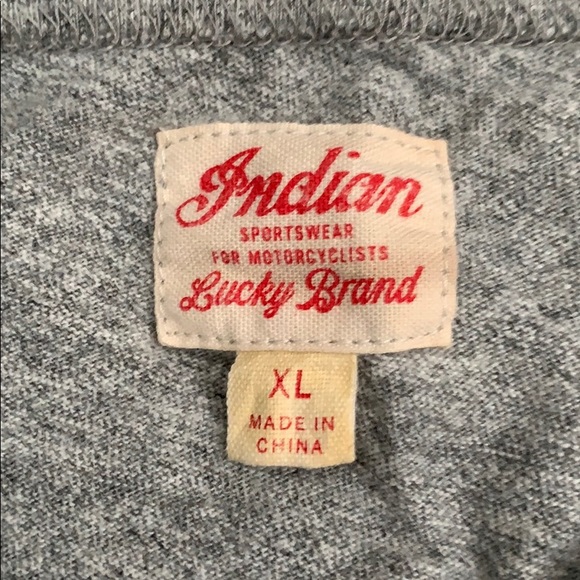 Indian
SPORTSWEAR
FOR MOTORCYCLISTS
Lucky Brand
XL
MADE IN
CHINA